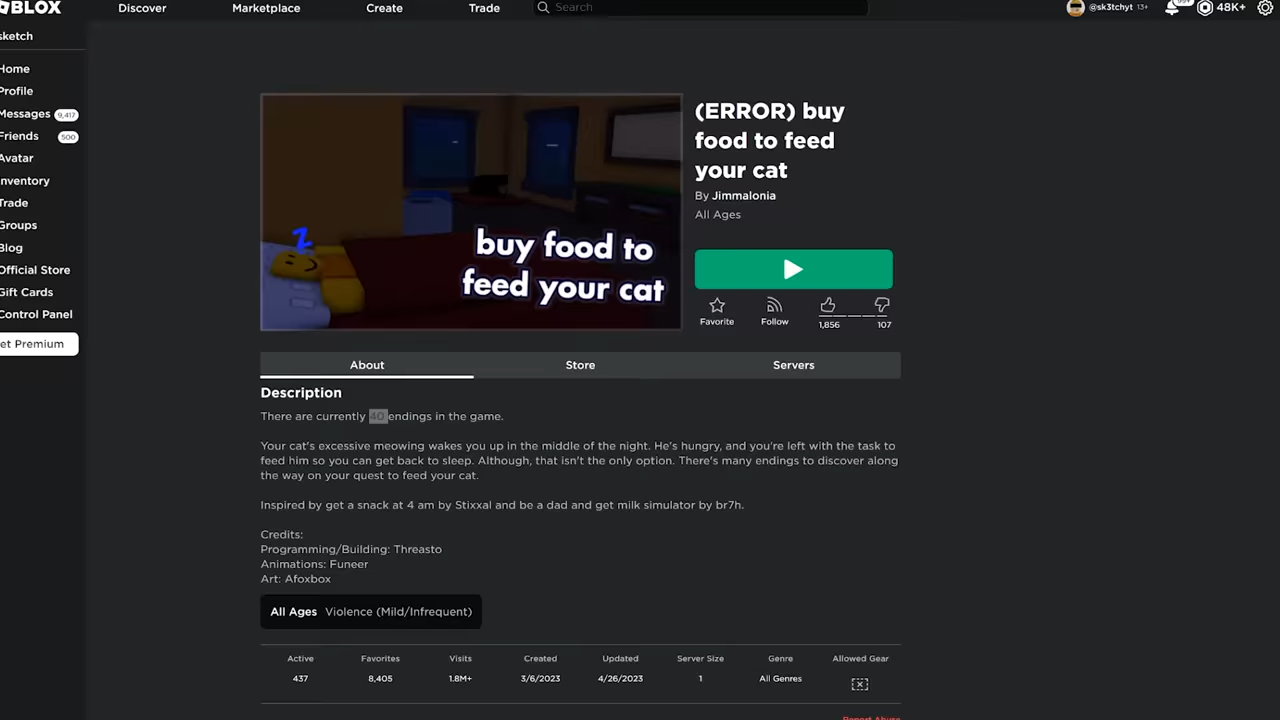 BLOX
Discover
Marketplace
Create
Trade
Search
@sk3tchyt 13+
99+
48K+
sketch
Home
Profile
Messages 9,417
Friends 500
Avatar
nventory
Trade
Groups
Blog
Official Store
Gift Cards
Control Panel
et Premium
Z
buy food to
feed your cat
(ERROR) buy
food to feed
your cat
By Jimmalonia
All Ages
Favorite
Follow
1,856
107
About
Store
Servers
Description
There are currently 40 endings in the game.
Your cat's excessive meowing wakes you up in the middle of the night. He's hungry, and you're left with the task to
feed him so you can get back to sleep. Although, that isn't the only option. There's many endings to discover along
the way on your quest to feed your cat.
Inspired by get a snack at 4 am by Stixxal and be a dad and get milk simulator by br7h.
Credits:
Programming/Building: Threasto
Animations: Funeer
Art: Afoxbox
All Ages Violence (Mild/Infrequent)
Active Favorites Visits Created Updated Server Size Genre Allowed Gear
437 8,405 1.8M+ 3/6/2023 4/26/2023 1 All Genres
Report Abuse